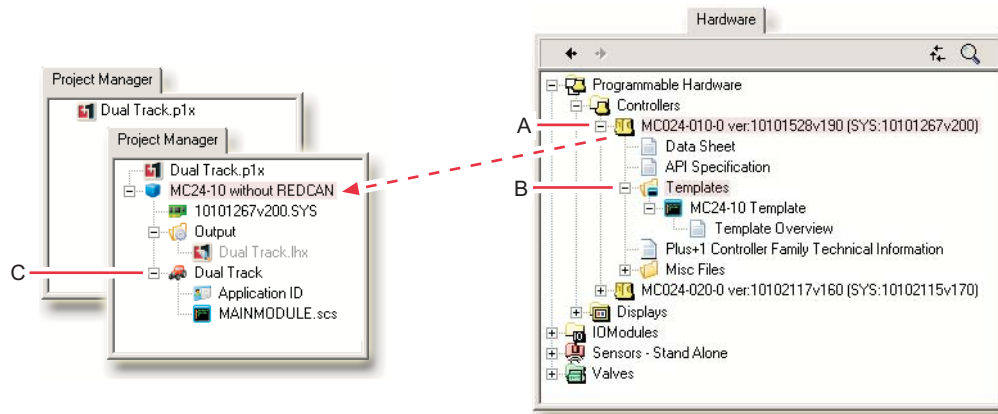 Project Manager
Dual Track.p1x
Project Manager
Dual Track.p1x
MC24-10 without REDCAN
10101267v200.SYS
Output
Dual Track.lhx
C
Dual Track
Application ID
MAINMODULE.scs
Hardware
Programmable Hardware
Controllers
A
MC024-010-0 ver:10101528v190 (SYS:10101267v200)
Data Sheet
API Specification
B
Templates
MC24-10 Template
Template Overview
Plus+1 Controller Family Technical Information
Misc Files
MC024-020-0 ver:10102117v160 (SYS:10102115v170)
Displays
IOModules
Sensors - Stand Alone
Valves